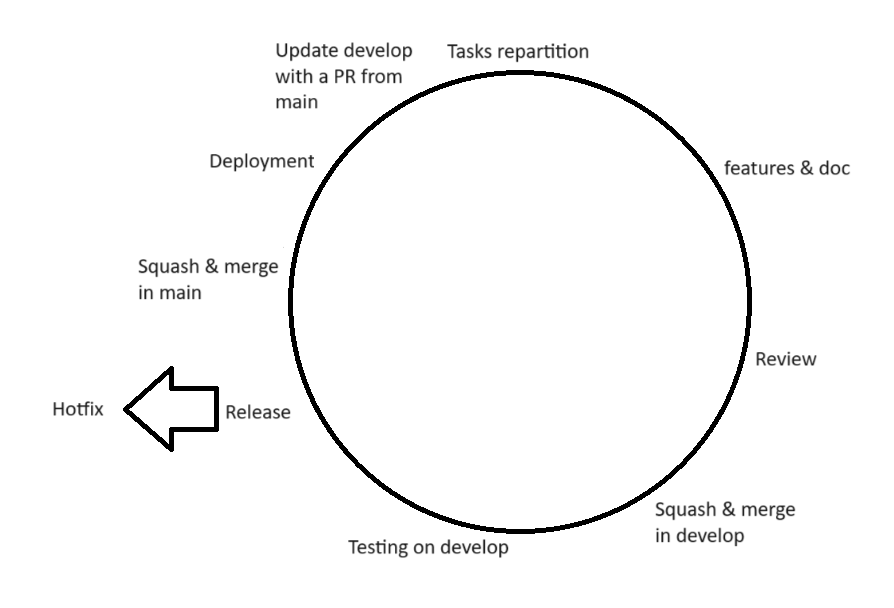 Update develop
with a PR from
main
Tasks repartition
Deployment
features & doc
Squash & merge
in main
Review
Hotfix
Release
Squash & merge
in develop
Testing on develop